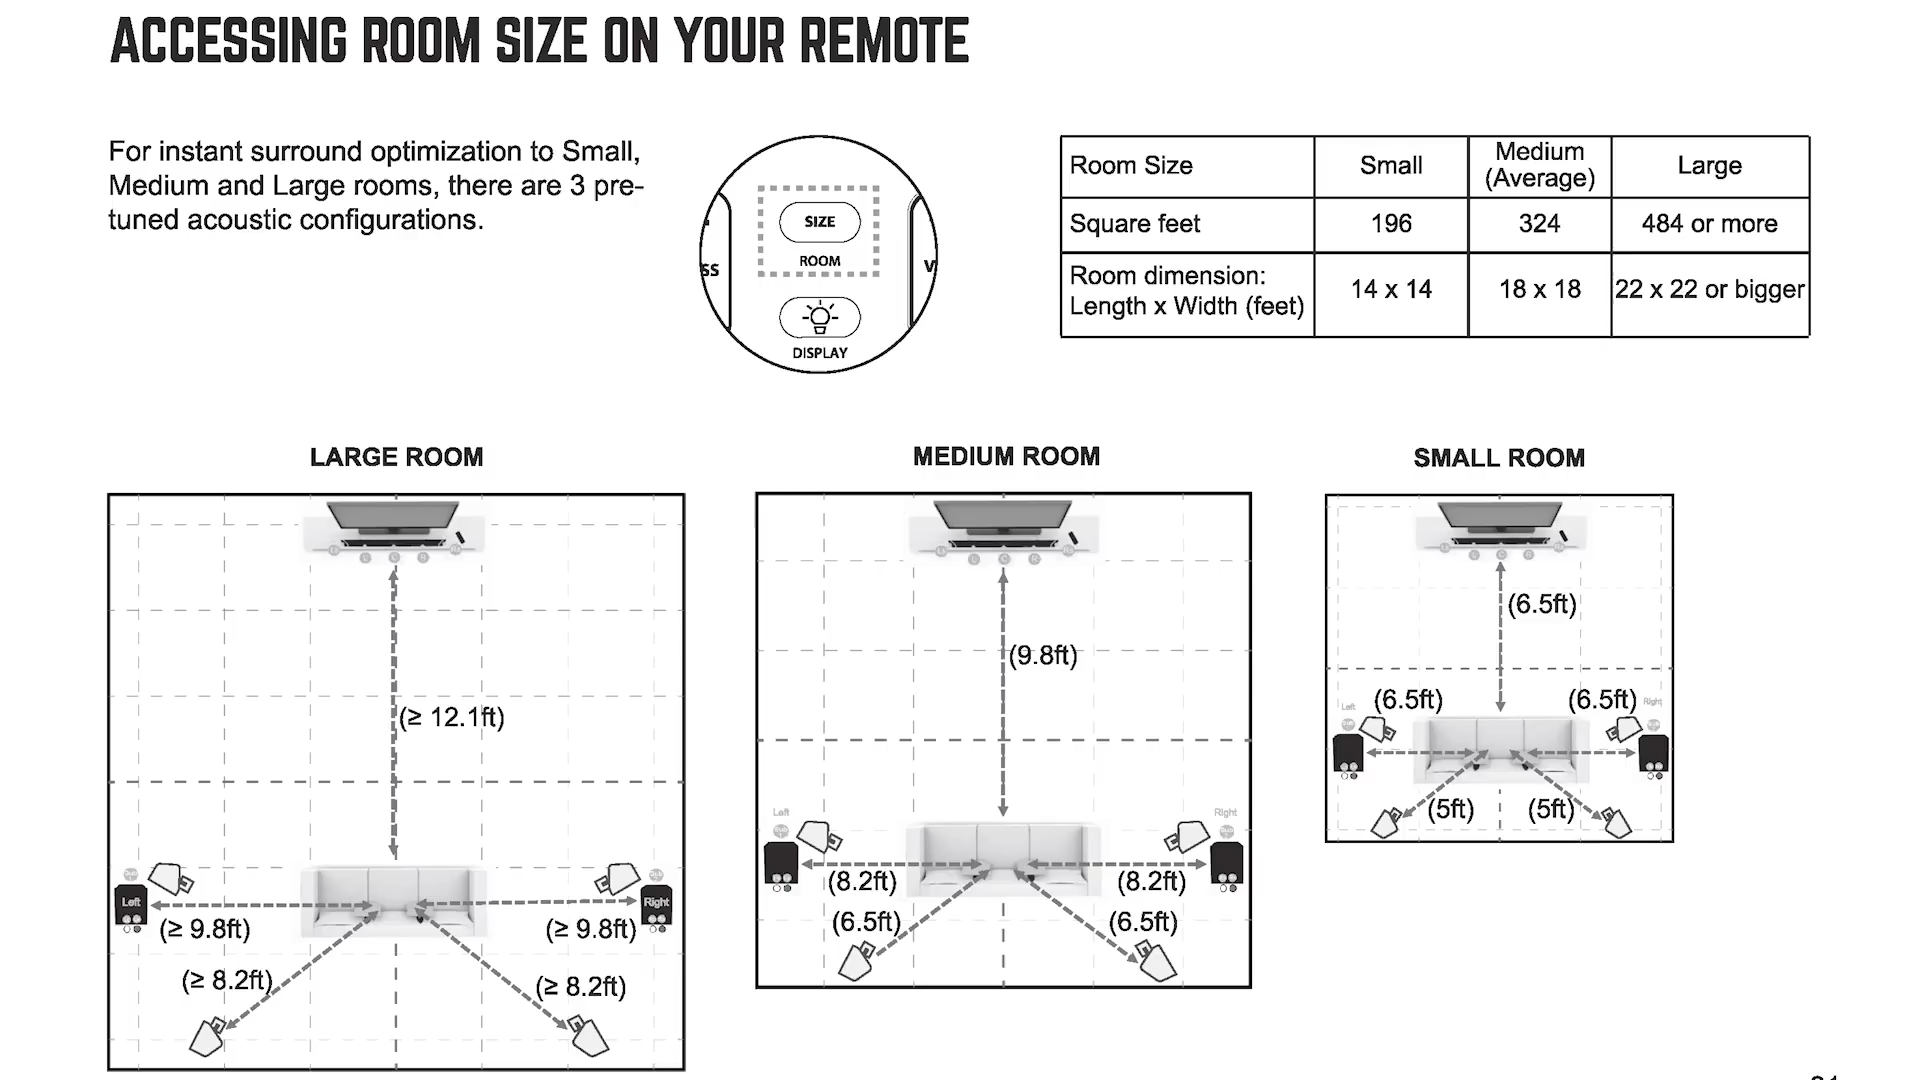 ACCESSING ROOM SIZE ON YOUR REMOTE
For instant surround optimization to Small,
Medium and Large rooms, there are 3 pre-
tuned acoustic configurations.
SIZE
ROOM
SS
V
DISPLAY
Room Size Small Medium (Average) Large
Square feet 196 324 484 or more
Room dimension:
Length x Width (feet) 14 x 14 18 x 18 22 x 22 or bigger
LARGE ROOM
L C R
(≥ 12.1ft)
Left
Right
(≥ 9.8ft)
(≥ 9.8ft)
(≥ 8.2ft)
(≥ 8.2ft)
MEDIUM ROOM
L C R
(9.8ft)
Left
Right
(8.2ft)
(8.2ft)
(6.5ft)
(6.5ft)
SMALL ROOM
L C R
(6.5ft)
Left
(6.5ft)
(6.5ft)
Right
(5ft)
(5ft)